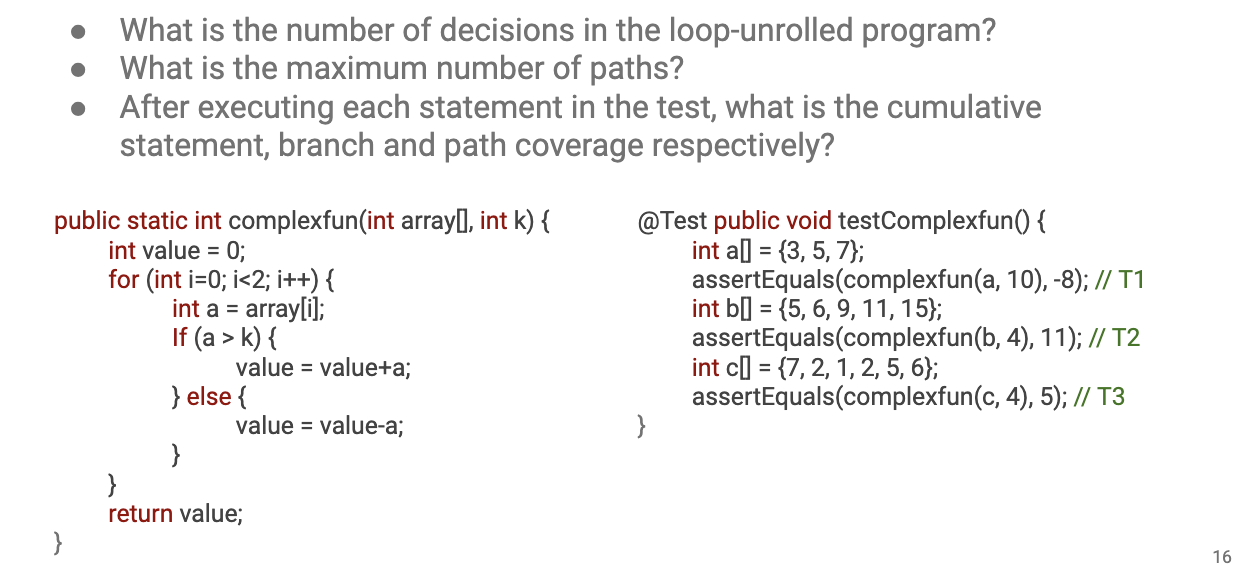 ● What is the number of decisions in the loop-unrolled program?
● What is the maximum number of paths?
● After executing each statement in the test, what is the cumulative
statement, branch and path coverage respectively?
public static int complexfun(int array[], int k) {
int value = 0;
for (int i=0; i<2; i++) {
int a = array[i];
If (a > k) {
value = value+a;
} else {
value = value-a;
}
}
return value;
}
@Test public void testComplexfun() {
int a[] = {3, 5, 7};
assertEquals(complexfun(a, 10), -8); // T1
int b[] = {5, 6, 9, 11, 15};
assertEquals(complexfun(b, 4), 11); // T2
int c[] = {7, 2, 1, 2, 5, 6};
assertEquals(complexfun(c, 4), 5); // T3
}
16